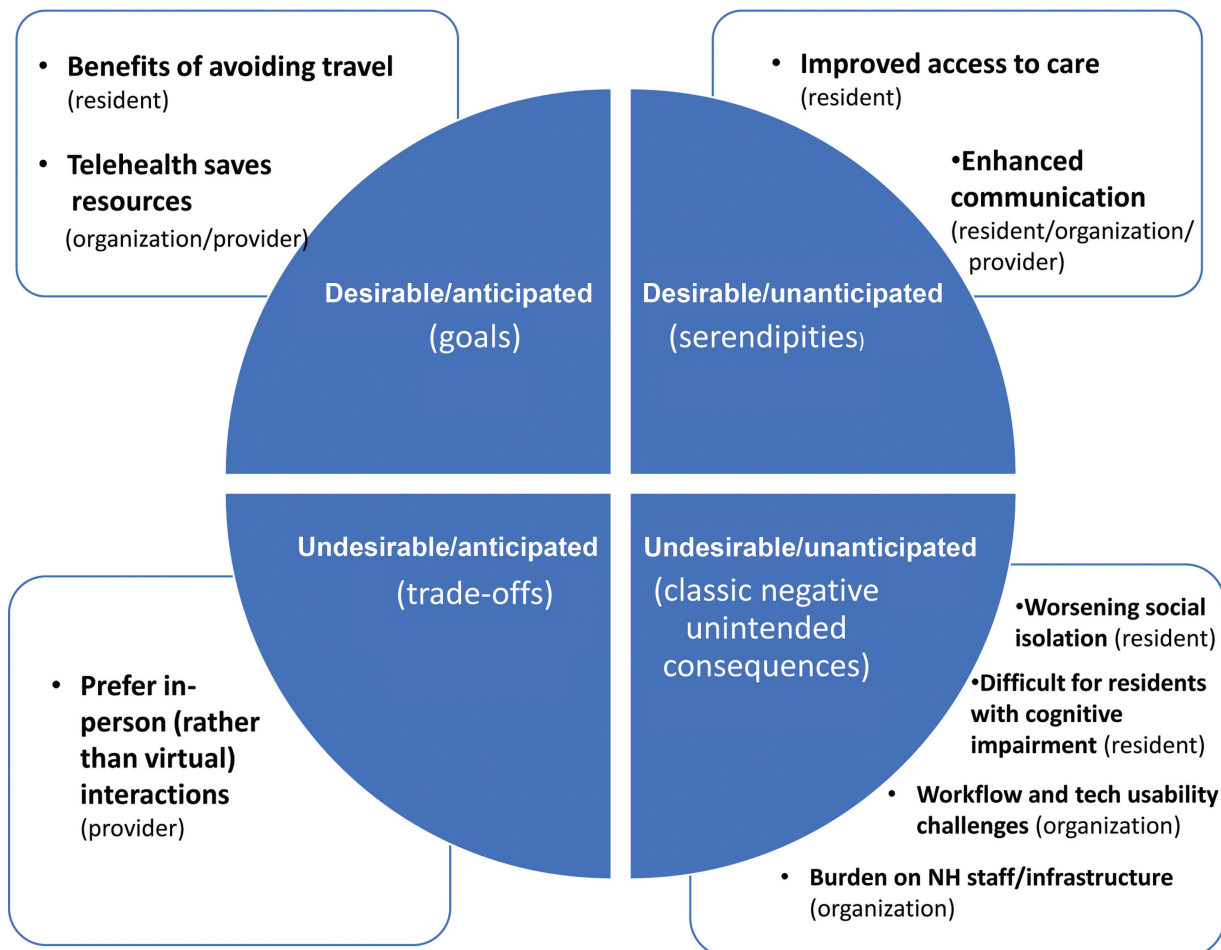 • Benefits of avoiding travel
(resident)
• Telehealth saves
resources
(organization/provider)
• Improved access to care
(resident)
•Enhanced
communication
(resident/organization/
provider)
Desirable/anticipated
(goals)
Desirable/unanticipated
(serendipities)
Undesirable/anticipated
(trade-offs)
Undesirable/unanticipated
(classic negative
unintended
consequences)
• Prefer in-
person (rather
than virtual)
interactions
(provider)
•Worsening social
isolation (resident)
•Difficult for residents
with cognitive
impairment (resident)
• Workflow and tech usability
challenges (organization)
• Burden on NH staff/infrastructure
(organization)